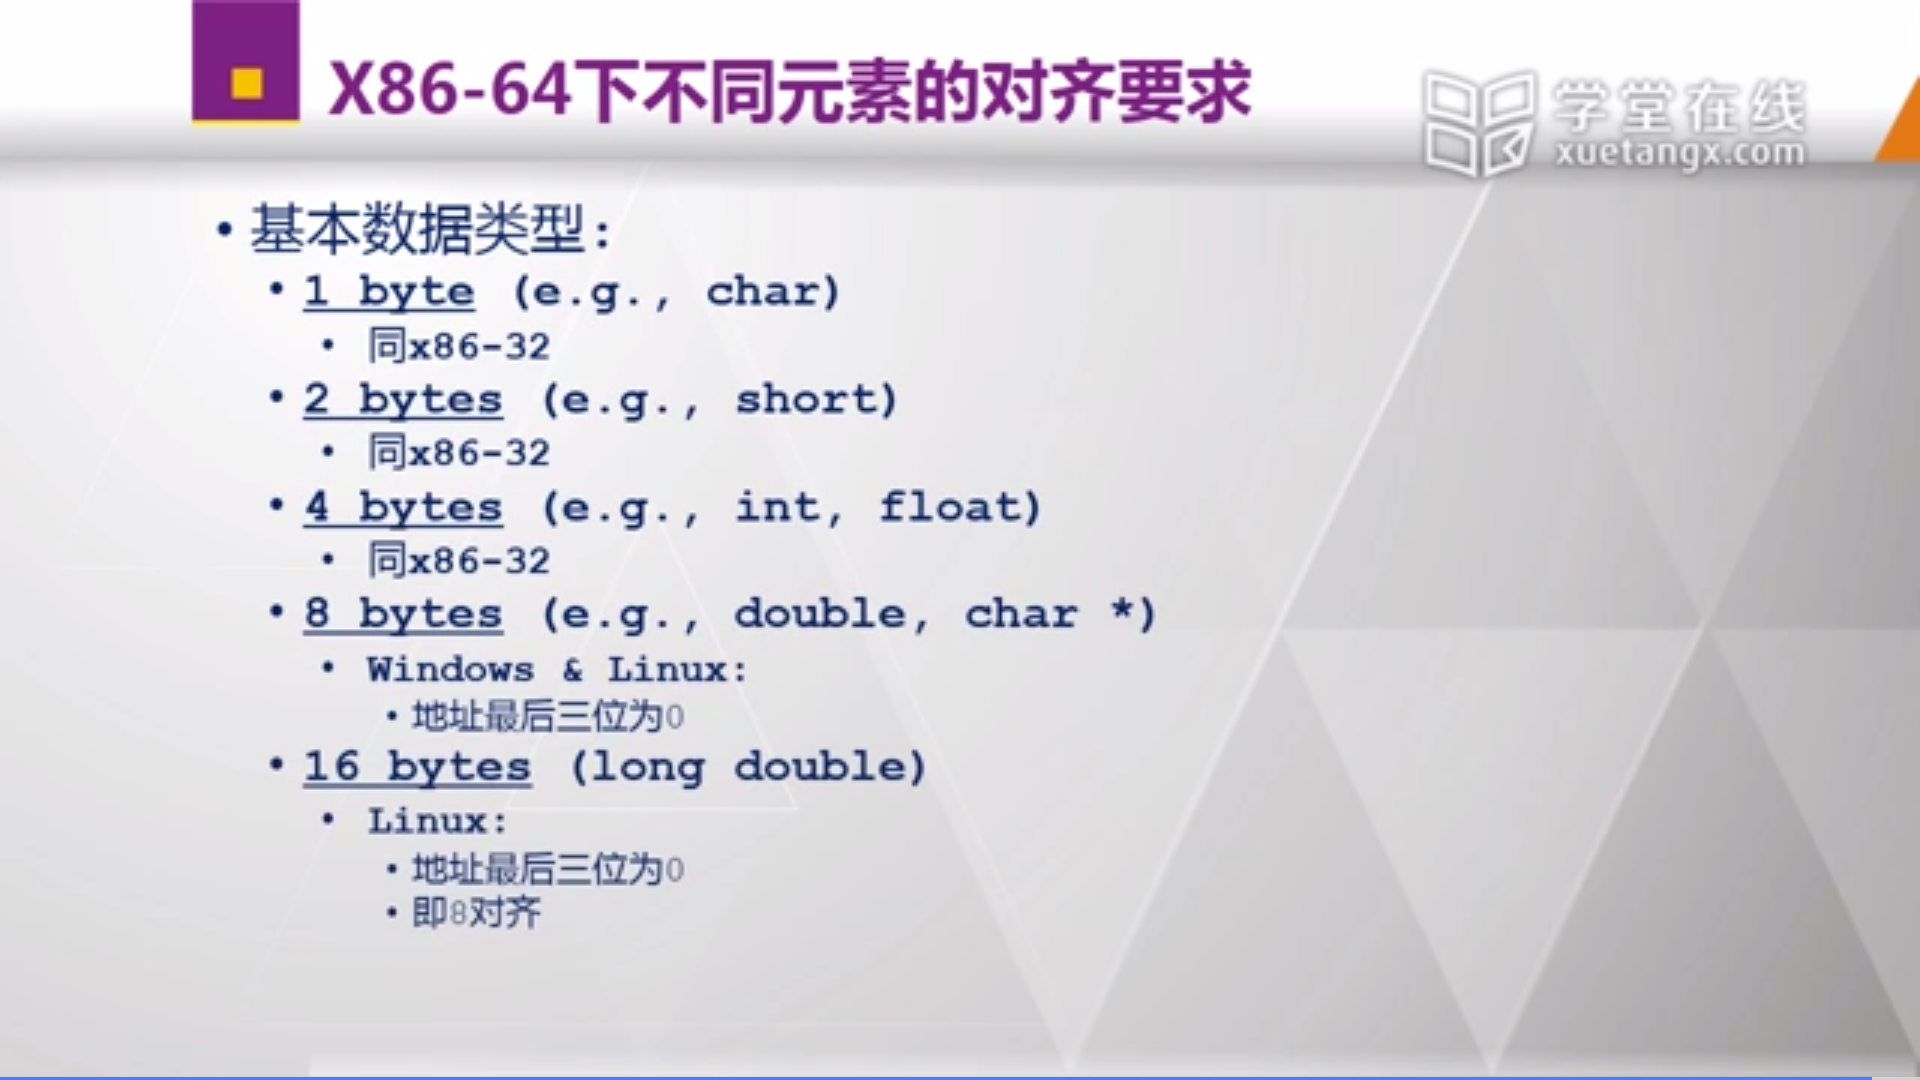 X86-64下不同元素的对齐要求
学堂在线
xuetangx.com
• 基本数据类型:
• 1 byte (e.g., char)
• 同x86-32
• 2 bytes (e.g., short)
• 同x86-32
• 4 bytes (e.g., int, float)
• 同x86-32
• 8 bytes (e.g., double, char *)
• Windows & Linux:
• 地址最后三位为0
• 16 bytes (long double)
• Linux:
• 地址最后三位为0
• 即8对齐